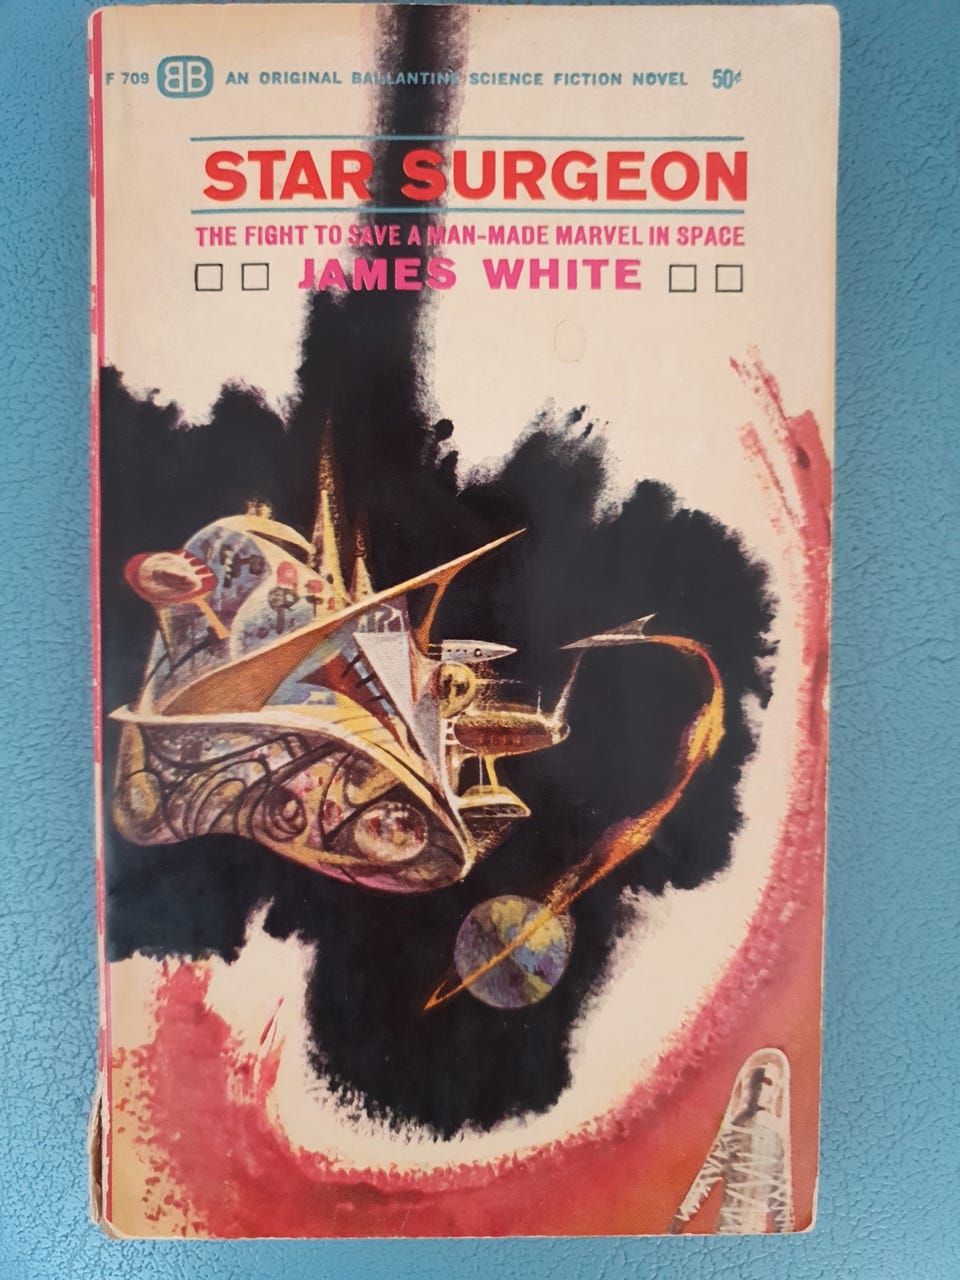 F 709 BB AN ORIGINAL BALLANTINE SCIENCE FICTION NOVEL 50¢
STAR SURGEON
THE FIGHT TO SAVE A MAN-MADE MARVEL IN SPACE
JAMES WHITE